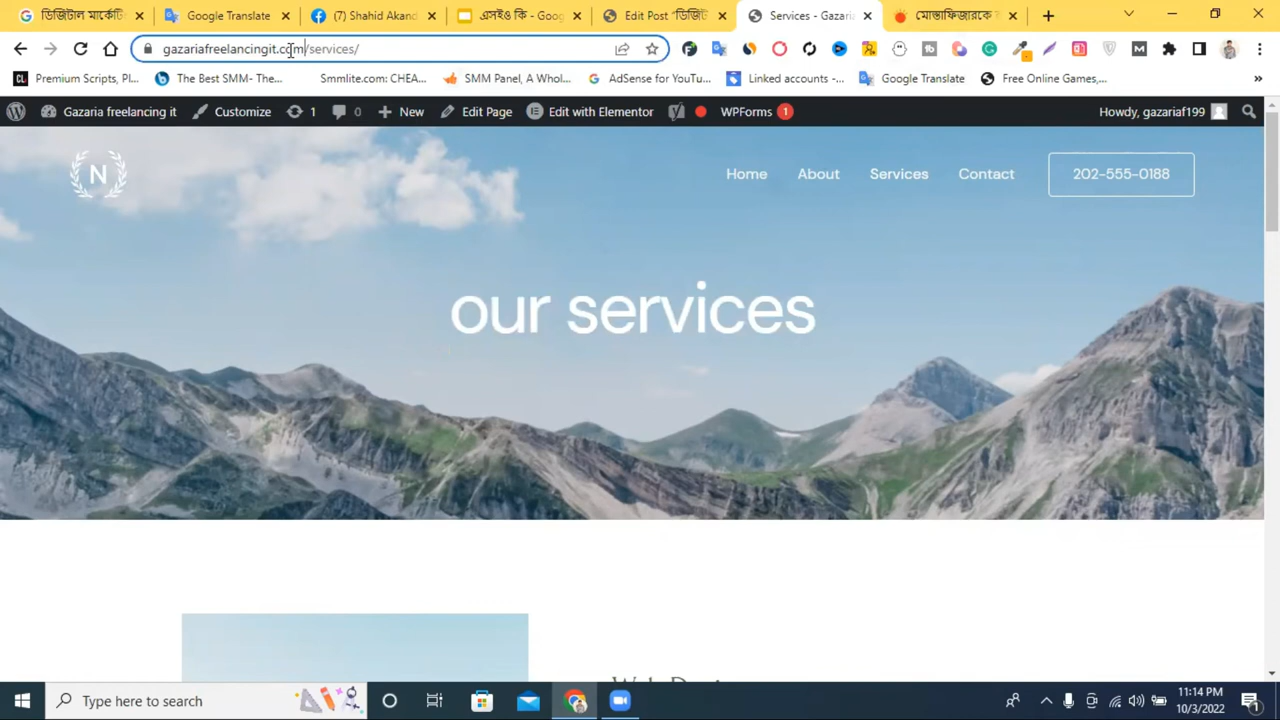 ডিজিটাল মার্কেটি
Google Translate
(7) Shahid Akand
এসইও কি - Goog
Edit Post "ডিজিট
Services - Gazaria
মোস্তাফিজারকে
gazariafreelancingit.com/services/
Premium Scripts, Pl...
The Best SMM- The...
Smmlite.com: CHEA...
SMM Panel, A Whol...
AdSense for YouTu...
Linked accounts -...
Google Translate
Free Online Games,...
»
Gazaria freelancing it
Customize
1
0
New
Edit Page
Edit with Elementor
WPForms 1
Howdy, gazariaf199
N
Home
About
Services
Contact
202-555-0188
our services
Type here to search
11:14 PM
10/3/2022
1